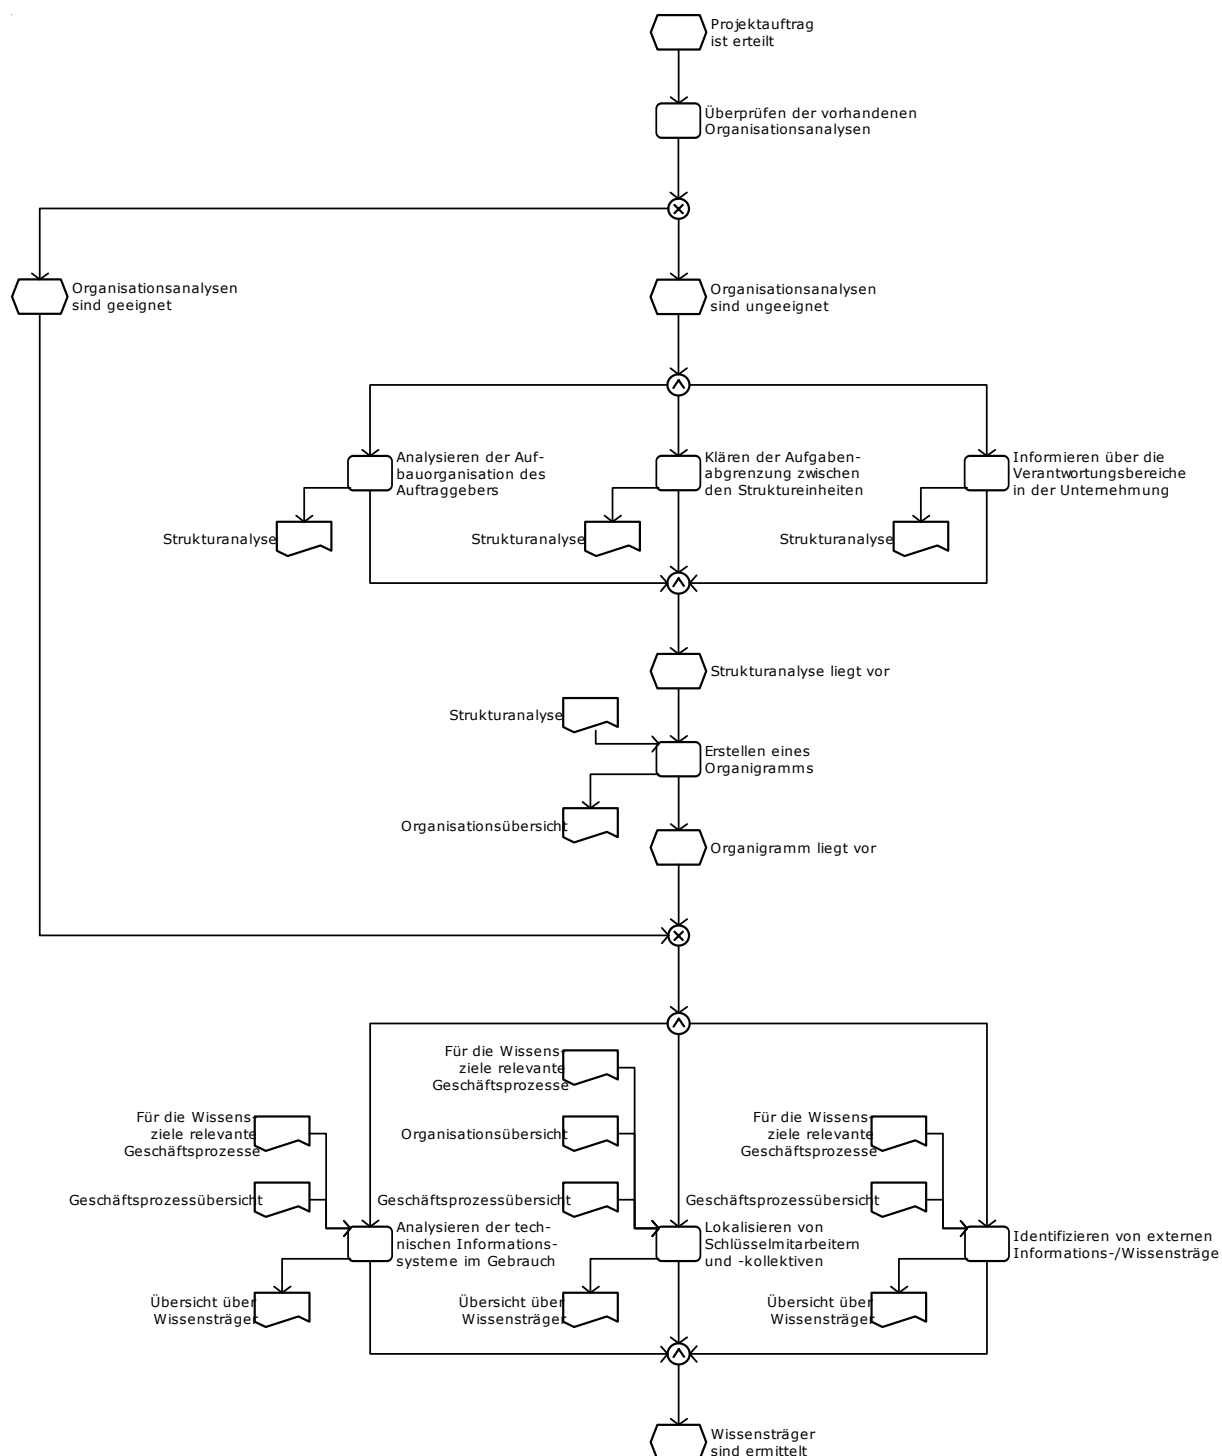 Projektauftrag
ist erteilt
Überprüfen der vorhandenen
Organisationsanalysen
Organisationsanalysen
sind geeignet
Organisationsanalysen
sind ungeeignet
Analysieren der Auf-
bauorganisation des
Auftraggebers
Klären der Aufgaben-
abgrenzung zwischen
den Struktureinheiten
Informieren über die
Verantwortungsbereiche
in der Unternehmung
Strukturanalyse
Strukturanalyse
Strukturanalyse
Strukturanalyse liegt vor
Strukturanalyse
Erstellen eines
Organigramms
Organisationsübersicht
Organigramm liegt vor
Für die Wissens-
ziele relevante
Geschäftsprozesse
Für die Wissens-
ziele relevante
Geschäftsprozesse
Organisationsübersicht
Für die Wissens-
ziele relevante
Geschäftsprozesse
Geschäftsprozessübersicht
Geschäftsprozessübersicht
Geschäftsprozessübersicht
Analysieren der tech-
nischen Informations-
systeme im Gebrauch
Lokalisieren von
Schlüsselmitarbeitern
und -kollektiven
Identifizieren von externen
Informations-/Wissensträge
Übersicht über
Wissensträger
Übersicht über
Wissensträger
Übersicht über
Wissensträger
Wissensträger
sind ermittelt